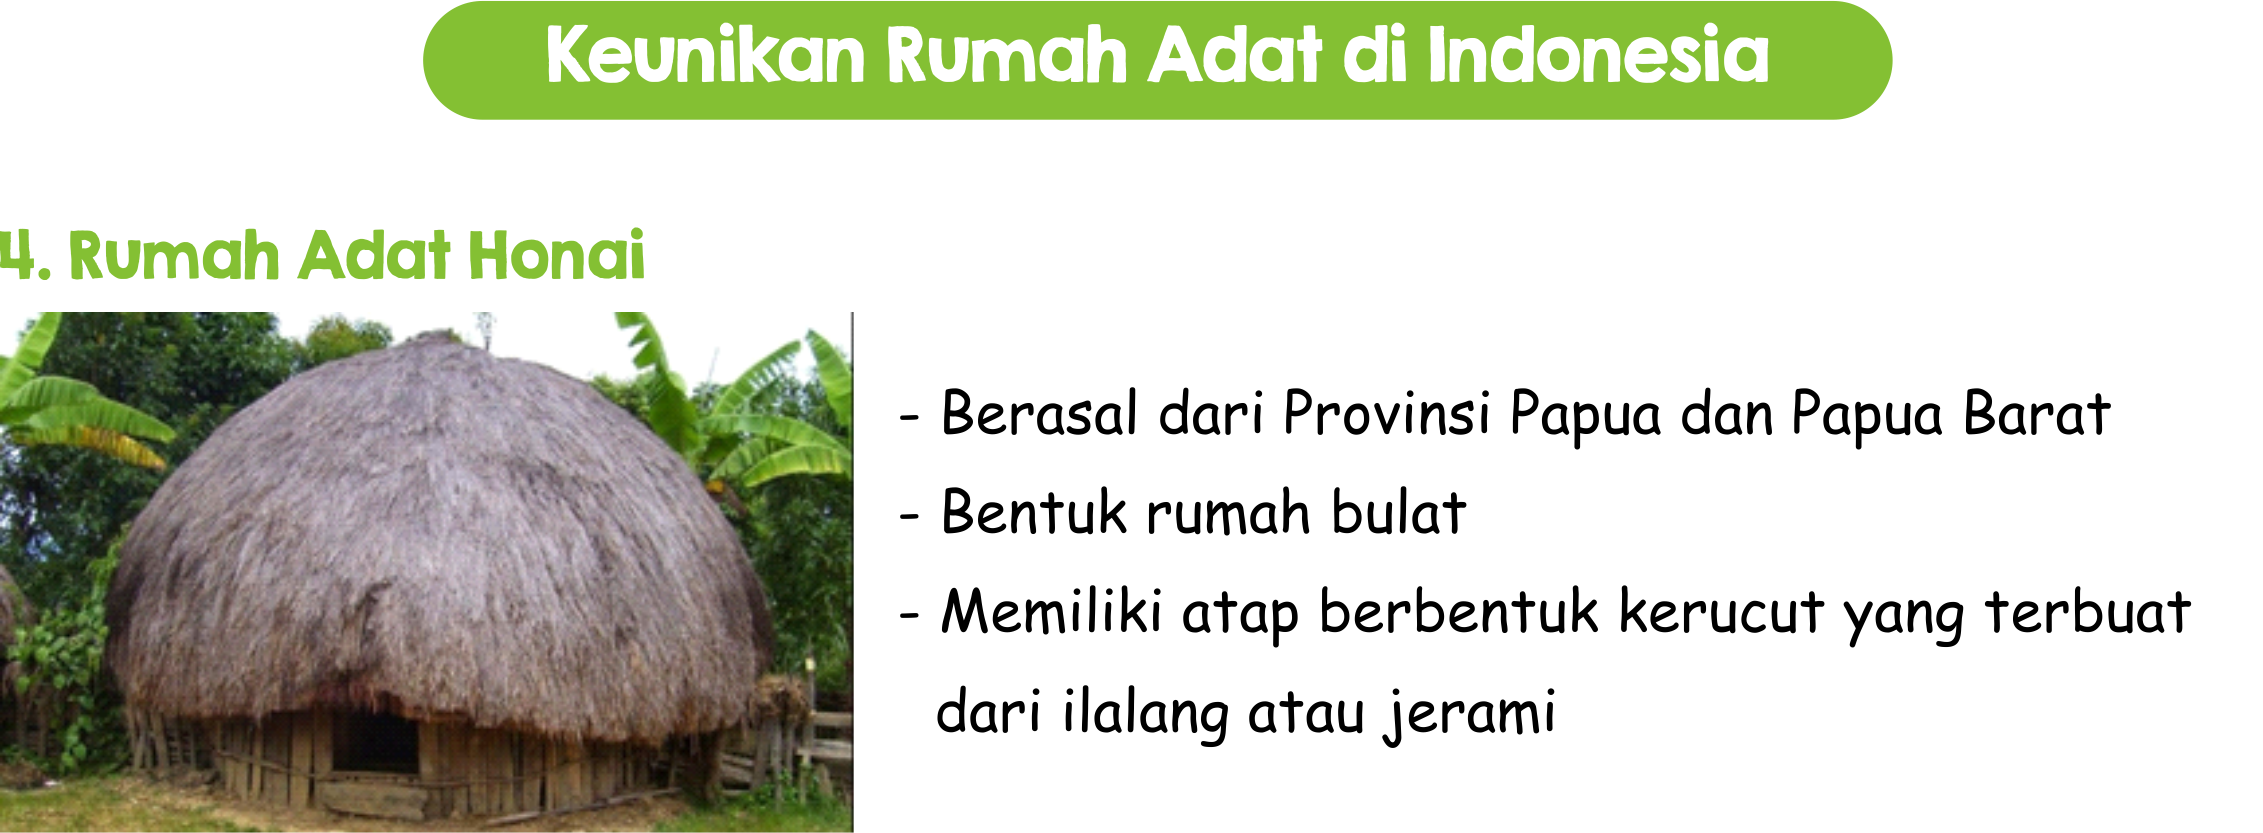 Keunikan Rumah Adat di Indonesia
4. Rumah Adat Honai
- Berasal dari Provinsi Papua dan Papua Barat
- Bentuk rumah bulat
- Memiliki atap berbentuk kerucut yang terbuat
dari ilalang atau jerami